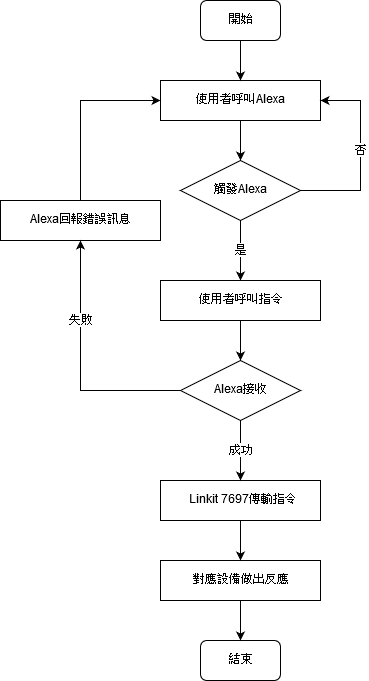 開始
使用者呼叫Alexa
否
觸發Alexa
Alexa回報錯誤訊息
是
使用者呼叫指令
失敗
Alexa接收
成功
Linkit 7697傳輸指令
對應設備做出反應
結束